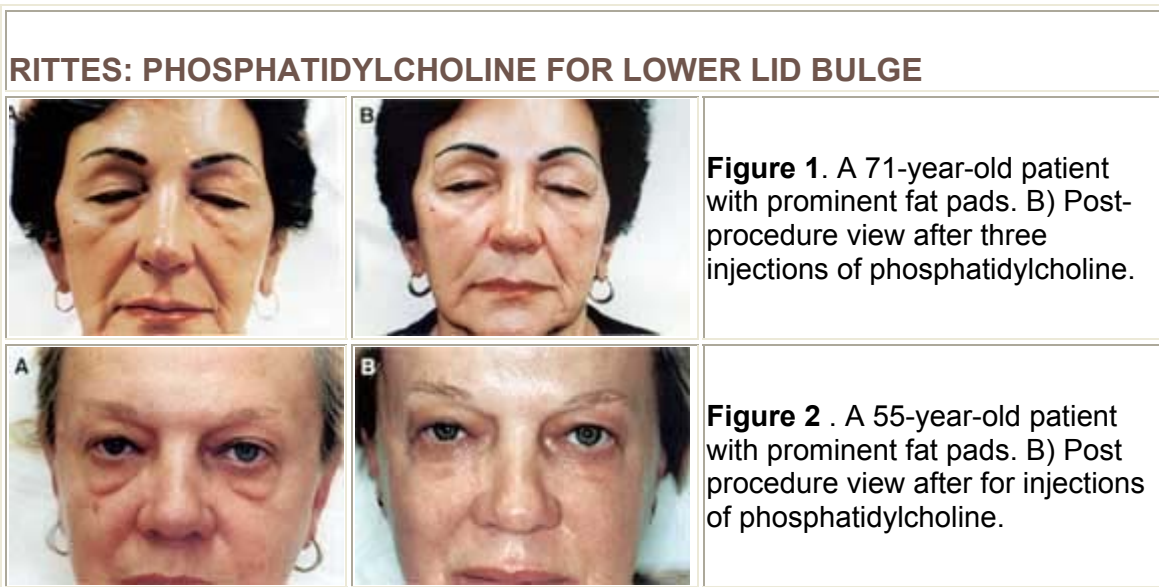 RITTES: PHOSPHATIDYLCHOLINE FOR LOWER LID BULGE
A
B
Figure 1. A 71-year-old patient
with prominent fat pads. B) Post-
procedure view after three
injections of phosphatidylcholine.
A
B
Figure 2 . A 55-year-old patient
with prominent fat pads. B) Post
procedure view after for injections
of phosphatidylcholine.